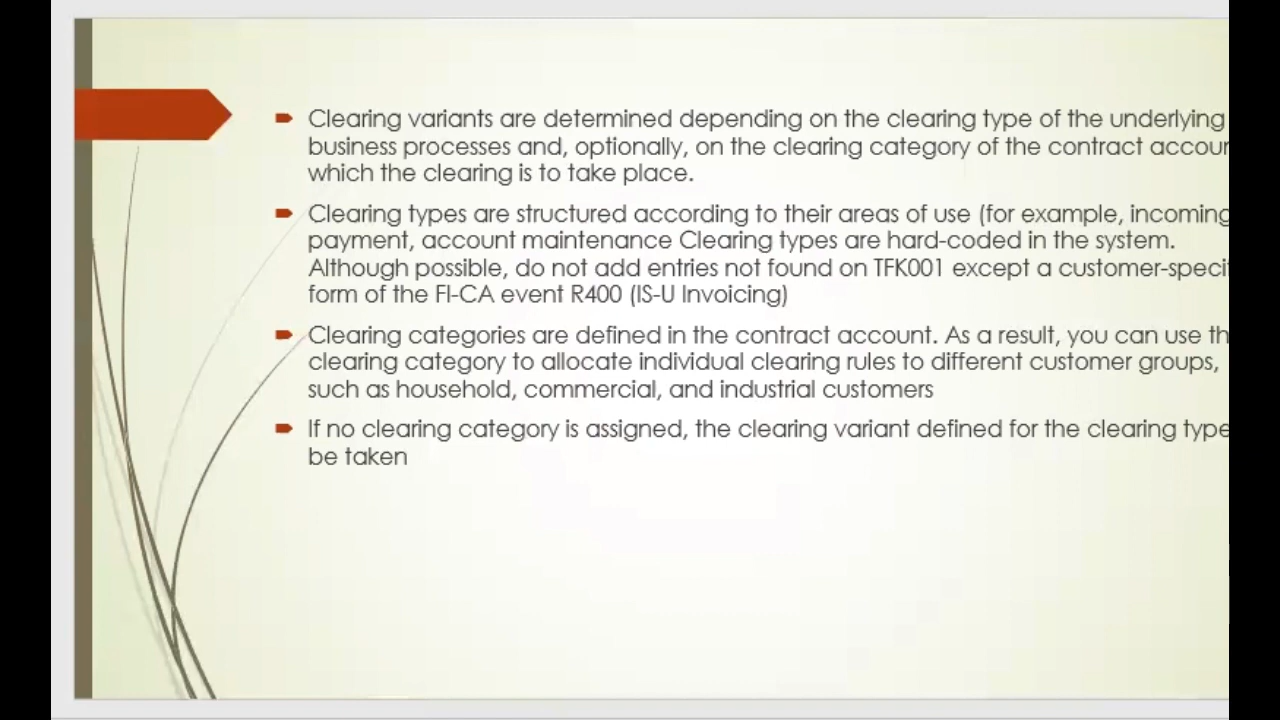 Clearing variants are determined depending on the clearing type of the underlying
business processes and, optionally, on the clearing category of the contract
which the clearing is to take place.
Clearing types are structured according to their areas of use (for example, incoming
payment, account maintenance Clearing types are hard-coded in the system.
Although possible, do not add entries not found on TFK001 except a
form of the FI-CA event R400 (IS-U Invoicing)
Clearing categories are defined in the contract account. As a result, you can use
clearing category to allocate individual clearing rules to different customer groups,
such as household, commercial, and industrial customers
If no clearing category is assigned, the clearing variant defined for the clearing type
be taken